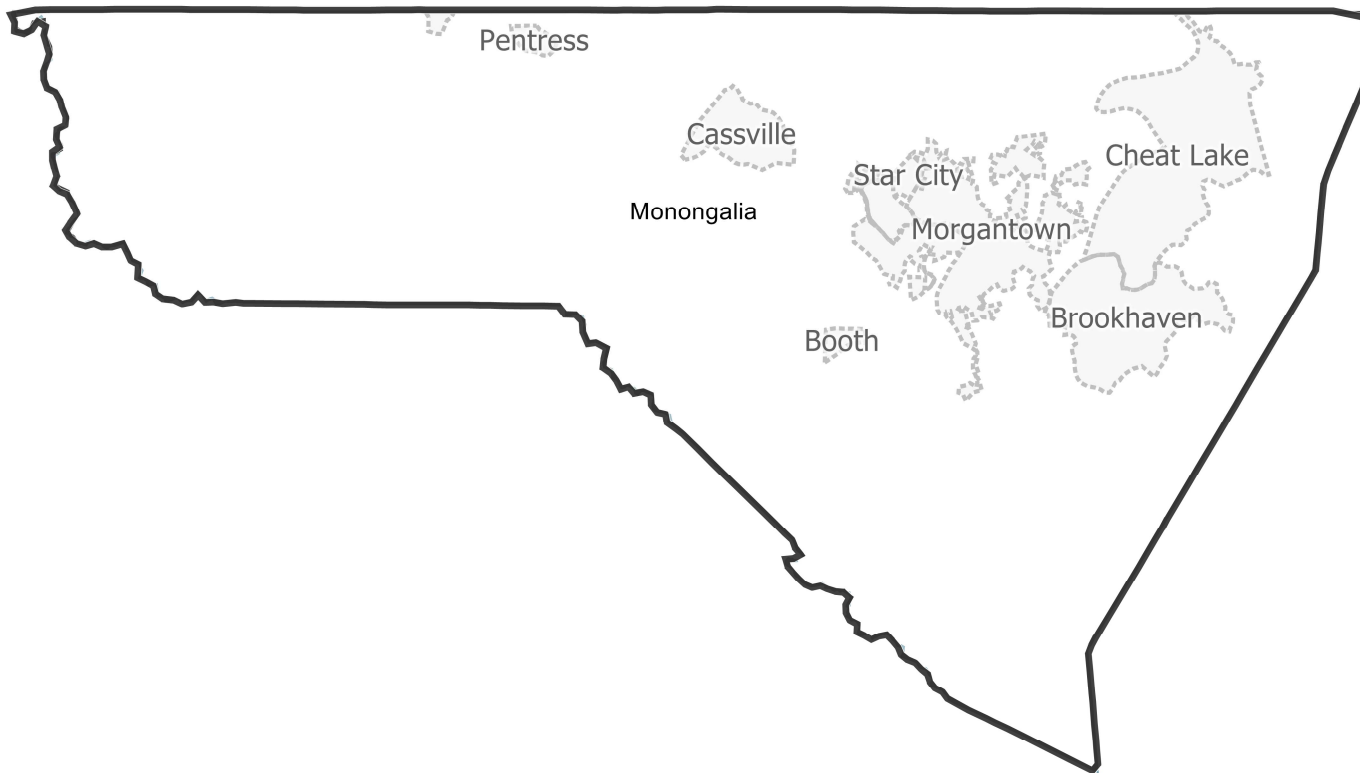 Pentress
Cassville
Cheat Lake
Star City
Monongalia
Morgantown
Brookhaven
Booth